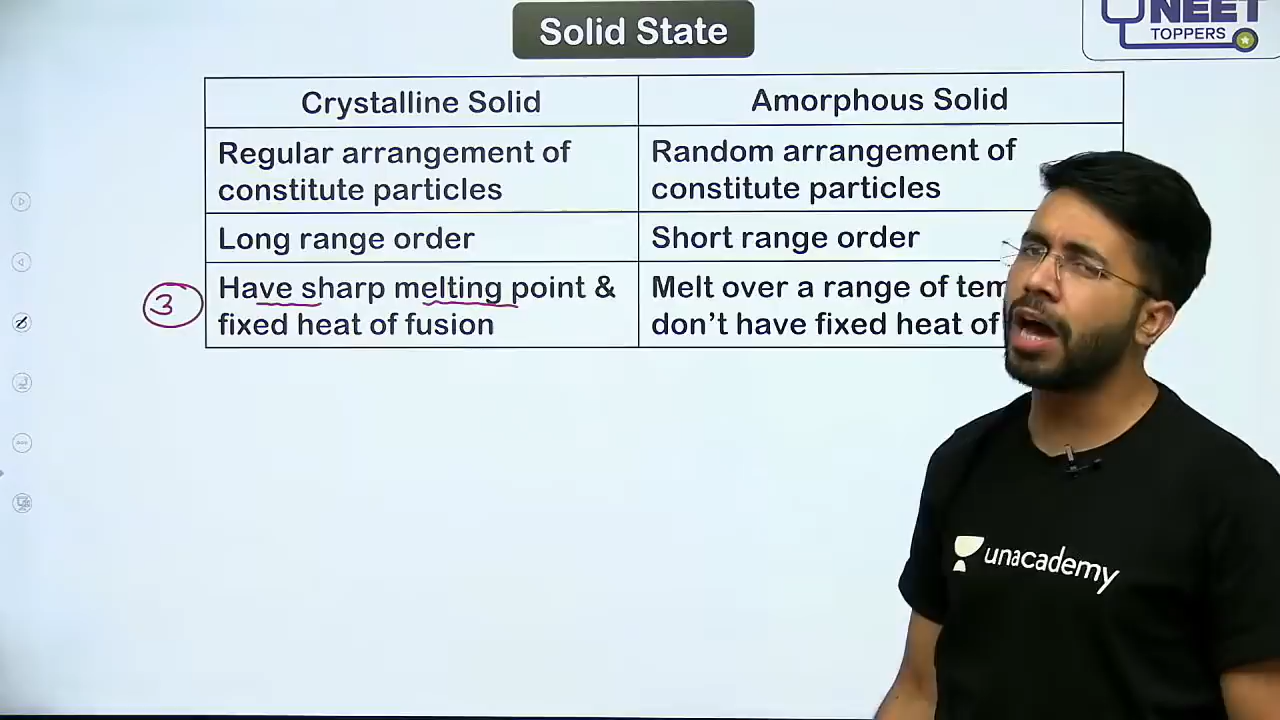 Solid State
NEET
TOPPERS
Crystalline Solid
Amorphous Solid
Regular arrangement of
constitute particles
Random arrangement of
constitute particles
Long range order
Short range order
3
Have sharp melting point &
fixed heat of fusion
Melt over a range of
don't have fixed heat of
unacademy